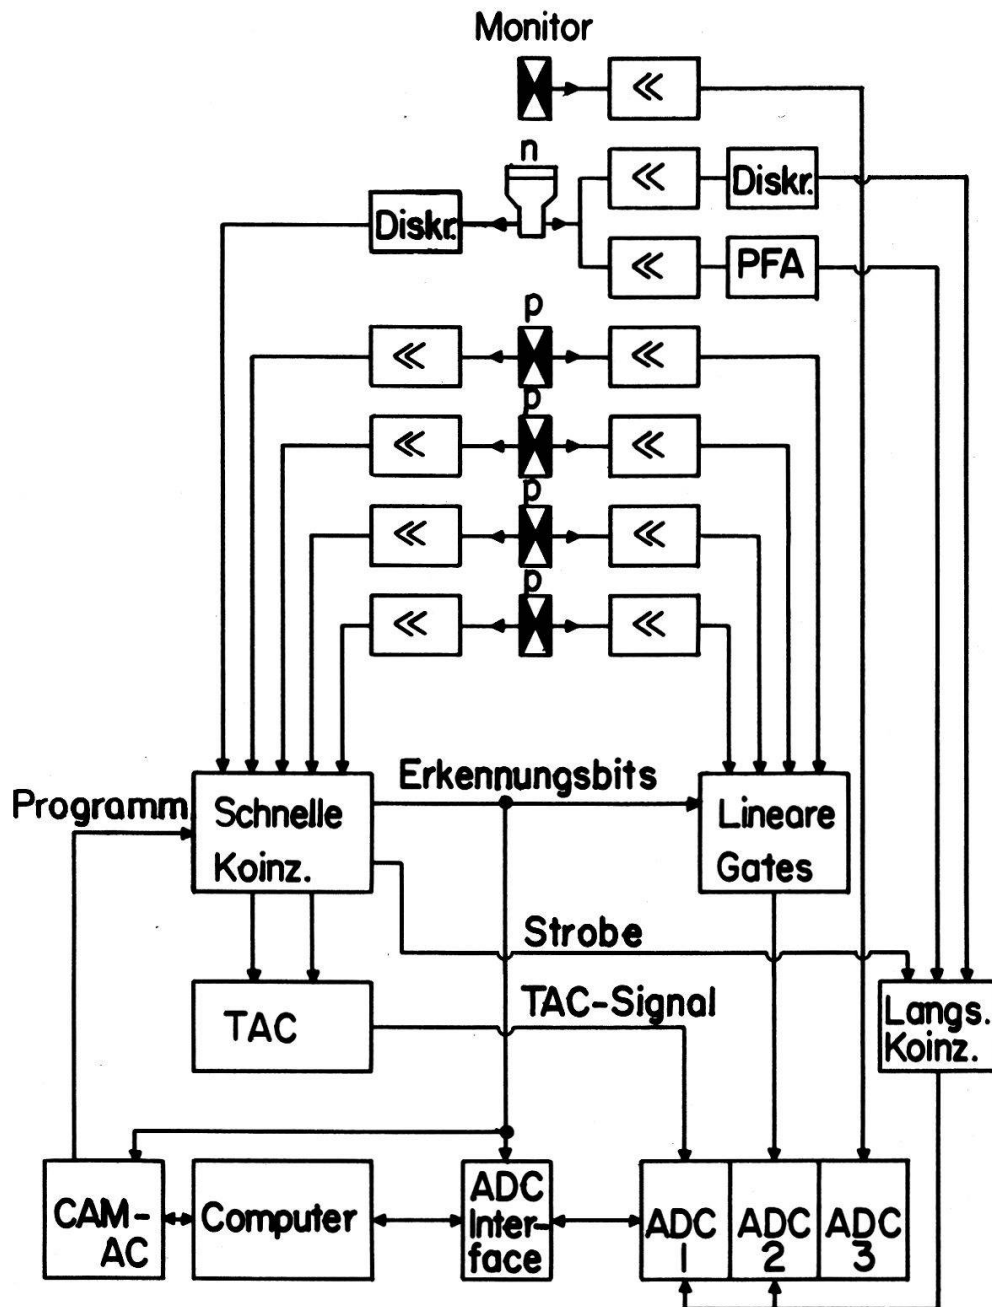 Monitor
≪
n
≪
Diskr.
Diskr.
≪
PFA
p
≪
≪
p
≪
≪
p
≪
≪
p
≪
≪
Erkennungsbits
Programm
Schnelle
Koinz.
Lineare
Gates
Strobe
TAC-Signal
TAC
Langs.
Koinz.
CAM-
AC
Computer
ADC
Inter-
face
ADC
1
ADC
2
ADC
3